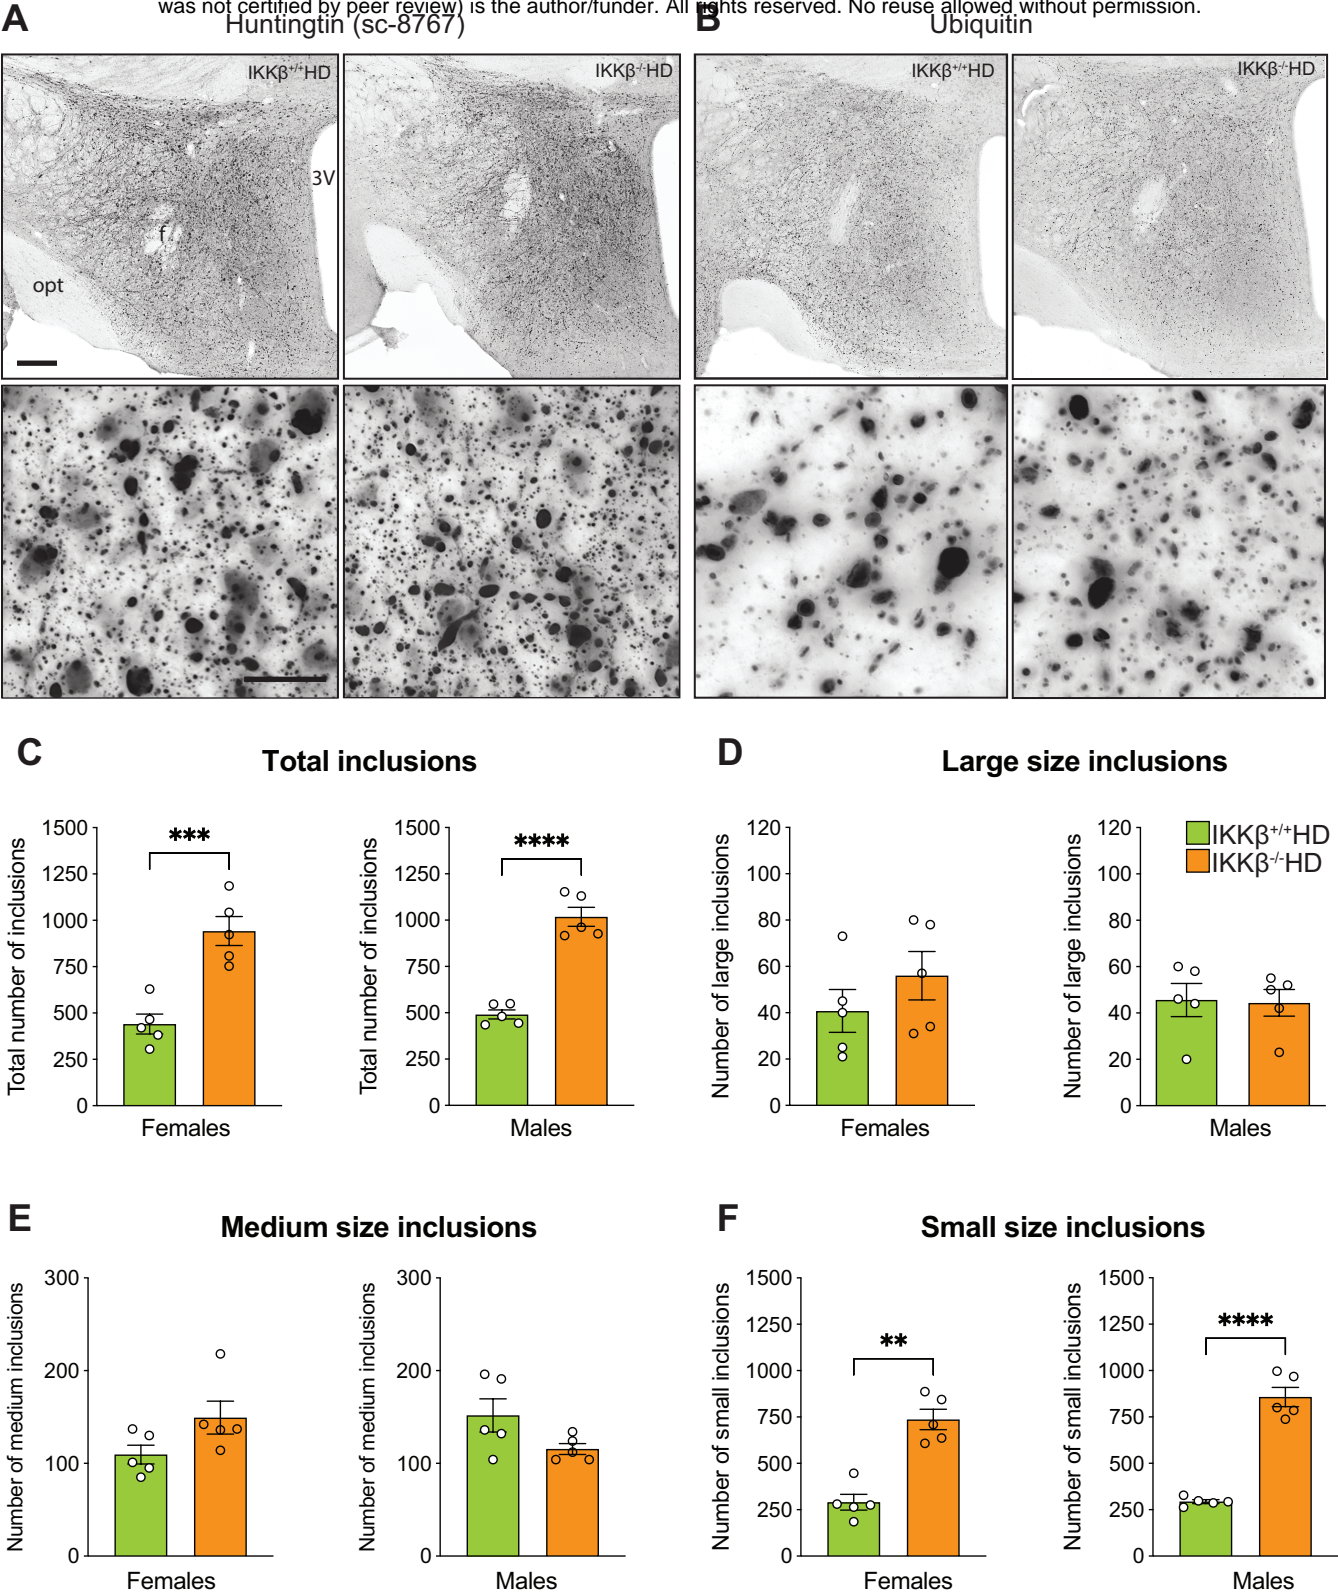 was not certified by peer review) is the author/funder. All rights reserved. No reuse allowed without permission.
A
Huntingtin (sc-8767)
B
Ubiquitin
IKKβ+/+HD
IKKβ-/-HD
IKKβ+/+HD
IKKβ-/-HD
3V
f
opt
C
Total inclusions
D
Large size inclusions
Total number of inclusions
1500
1250
1000
750
500
250
0
***
Females
Total number of inclusions
1500
1250
1000
750
500
250
0
****
Males
Number of large inclusions
120
100
80
60
40
20
0
Females
Number of large inclusions
120
100
80
60
40
20
0
Males
IKKβ+/+HD
IKKβ-/-HD
E
Medium size inclusions
F
Small size inclusions
Number of medium inclusions
300
200
100
0
Females
Number of medium inclusions
300
200
100
0
Males
Number of small inclusions
1500
1250
1000
750
500
250
0
**
Females
Number of small inclusions
1500
1250
1000
750
500
250
0
****
Males